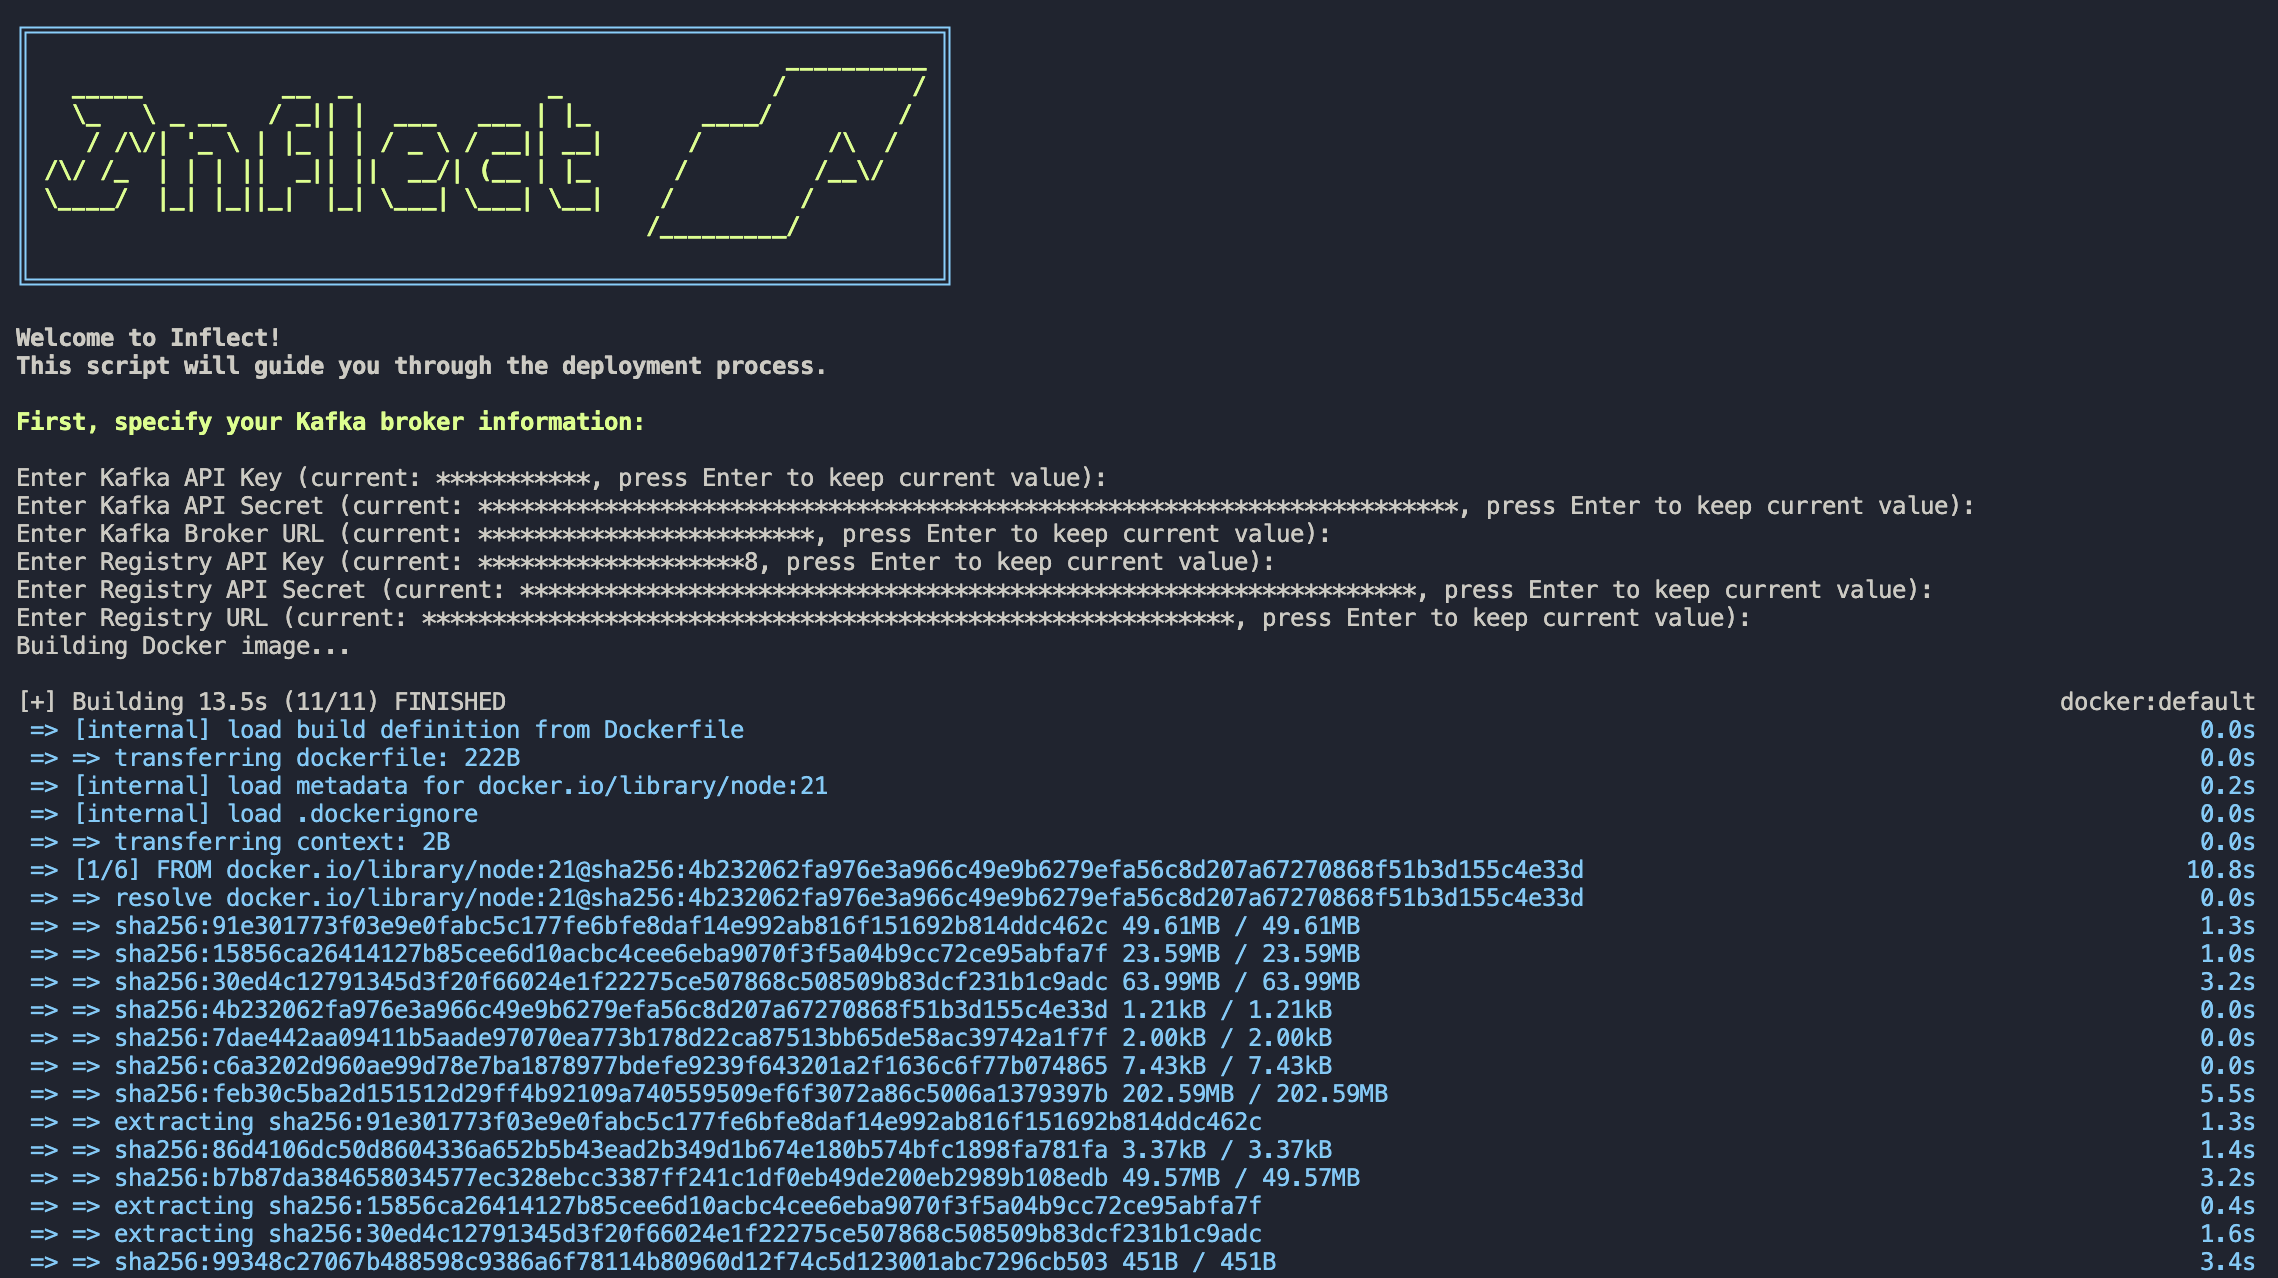 Inflect
Welcome to Inflect!
This script will guide you through the deployment process.
First, specify your Kafka broker information:
Enter Kafka API Key (current: ***********, press Enter to keep current value):
Enter Kafka API Secret (current: **********************************************************************, press Enter to keep current value):
Enter Kafka Broker URL (current: ************************, press Enter to keep current value):
Enter Registry API Key (current: *******************8, press Enter to keep current value):
Enter Registry API Secret (current: ****************************************************************, press Enter to keep current value):
Enter Registry URL (current: **********************************************************, press Enter to keep current value):
Building Docker image...
[+] Building 13.5s (11/11) FINISHED docker:default
=> [internal] load build definition from Dockerfile 0.0s
=> => transferring dockerfile: 222B 0.0s
=> [internal] load metadata for docker.io/library/node:21 0.2s
=> [internal] load .dockerignore 0.0s
=> => transferring context: 2B 0.0s
=> [1/6] FROM docker.io/library/node:21@sha256:4b232062fa976e3a966c49e9b6279efa56c8d207a67270868f51b3d155c4e33d 10.8s
=> => resolve docker.io/library/node:21@sha256:4b232062fa976e3a966c49e9b6279efa56c8d207a67270868f51b3d155c4e33d 0.0s
=> => sha256:91e301773f03e9e0fabc5c177fe6bfe8daf14e992ab816f151692b814ddc462c 49.61MB / 49.61MB 1.3s
=> => sha256:15856ca26414127b85cee6d10acbc4cee6eba9070f3f5a04b9cc72ce95abfa7f 23.59MB / 23.59MB 1.0s
=> => sha256:30ed4c12791345d3f20f66024e1f22275ce507868c508509b83dcf231b1c9adc 63.99MB / 63.99MB 3.2s
=> => sha256:4b232062fa976e3a966c49e9b6279efa56c8d207a67270868f51b3d155c4e33d 1.21kB / 1.21kB 0.0s
=> => sha256:7dae442aa09411b5aade97070ea773b178d22ca87513bb65de58ac39742a1f7f 2.00kB / 2.00kB 0.0s
=> => sha256:c6a3202d960ae99d78e7ba1878977bdefe9239f643201a2f1636c6f77b074865 7.43kB / 7.43kB 0.0s
=> => sha256:feb30c5ba2d151512d29ff4b92109a740559509ef6f3072a86c5006a1379397b 202.59MB / 202.59MB 5.5s
=> => extracting sha256:91e301773f03e9e0fabc5c177fe6bfe8daf14e992ab816f151692b814ddc462c 1.3s
=> => sha256:86d4106dc50d8604336a652b5b43ead2b349d1b674e180b574bfc1898fa781fa 3.37kB / 3.37kB 1.4s
=> => sha256:b7b87da384658034577ec328ebcc3387ff241c1df0eb49de200eb2989b108edb 49.57MB / 49.57MB 3.2s
=> => extracting sha256:15856ca26414127b85cee6d10acbc4cee6eba9070f3f5a04b9cc72ce95abfa7f 0.4s
=> => extracting sha256:30ed4c12791345d3f20f66024e1f22275ce507868c508509b83dcf231b1c9adc 1.6s
=> => sha256:99348c27067b488598c9386a6f78114b80960d12f74c5d123001abc7296cb503 451B / 451B 3.4s